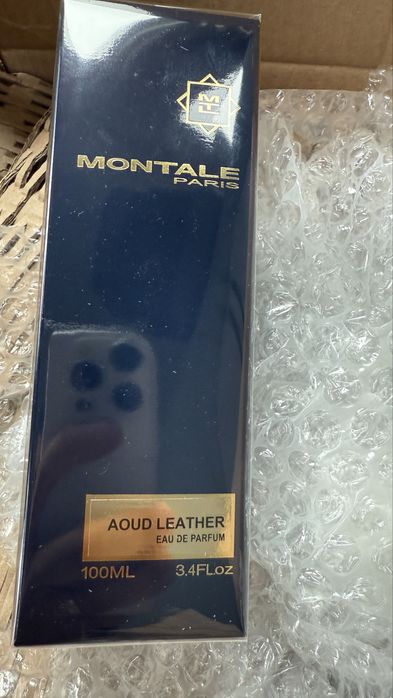 MONTALE
PARIS
AOUD LEATHER
EAU DE PARFUM
100ML 3.4FLoz